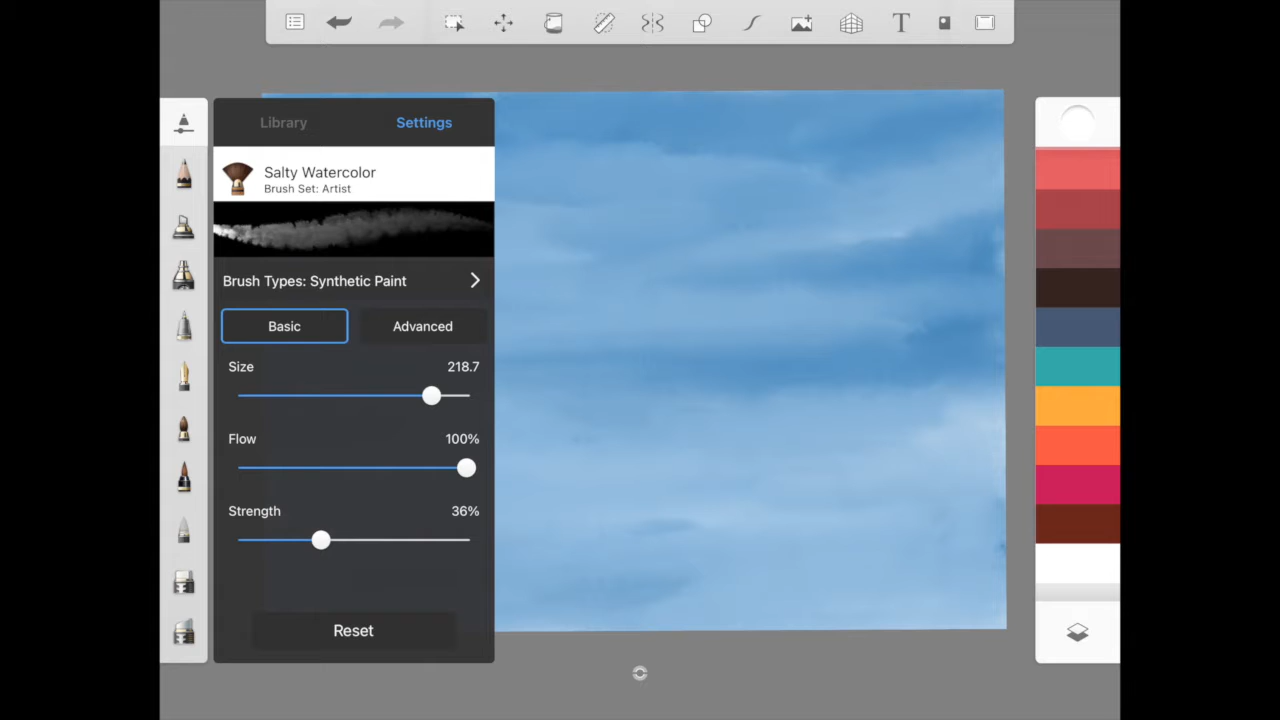 T
Library Settings
Salty Watercolor
Brush Set: Artist
Brush Types: Synthetic Paint
Basic Advanced
Size 218.7
Flow 100%
Strength 36%
Reset